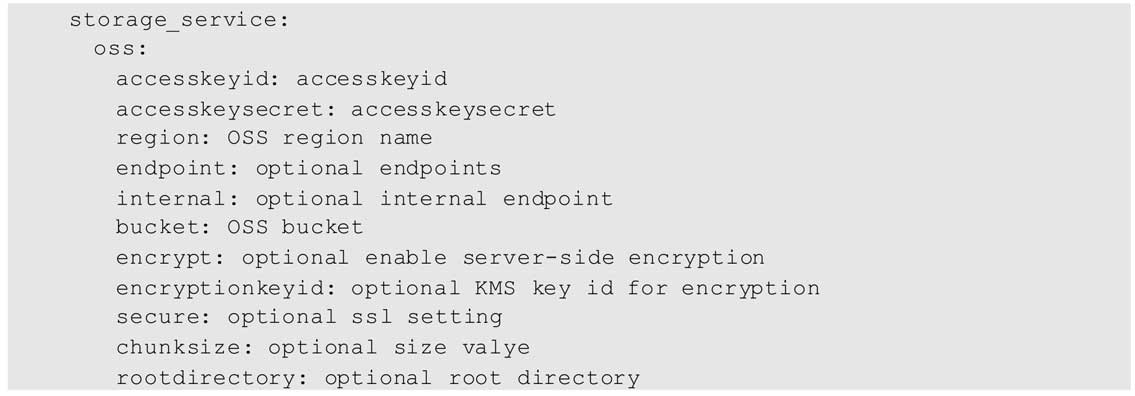 storage_service:
oss:
accesskeyid: accesskeyid
accesskeysecret: accesskeysecret
region: OSS region name
endpoint: optional endpoints
internal: optional internal endpoint
bucket: OSS bucket
encrypt: optional enable server-side encryption
encryptionkeyid: optional KMS key id for encryption
secure: optional ssl setting
chunksize: optional size valye
rootdirectory: optional root directory